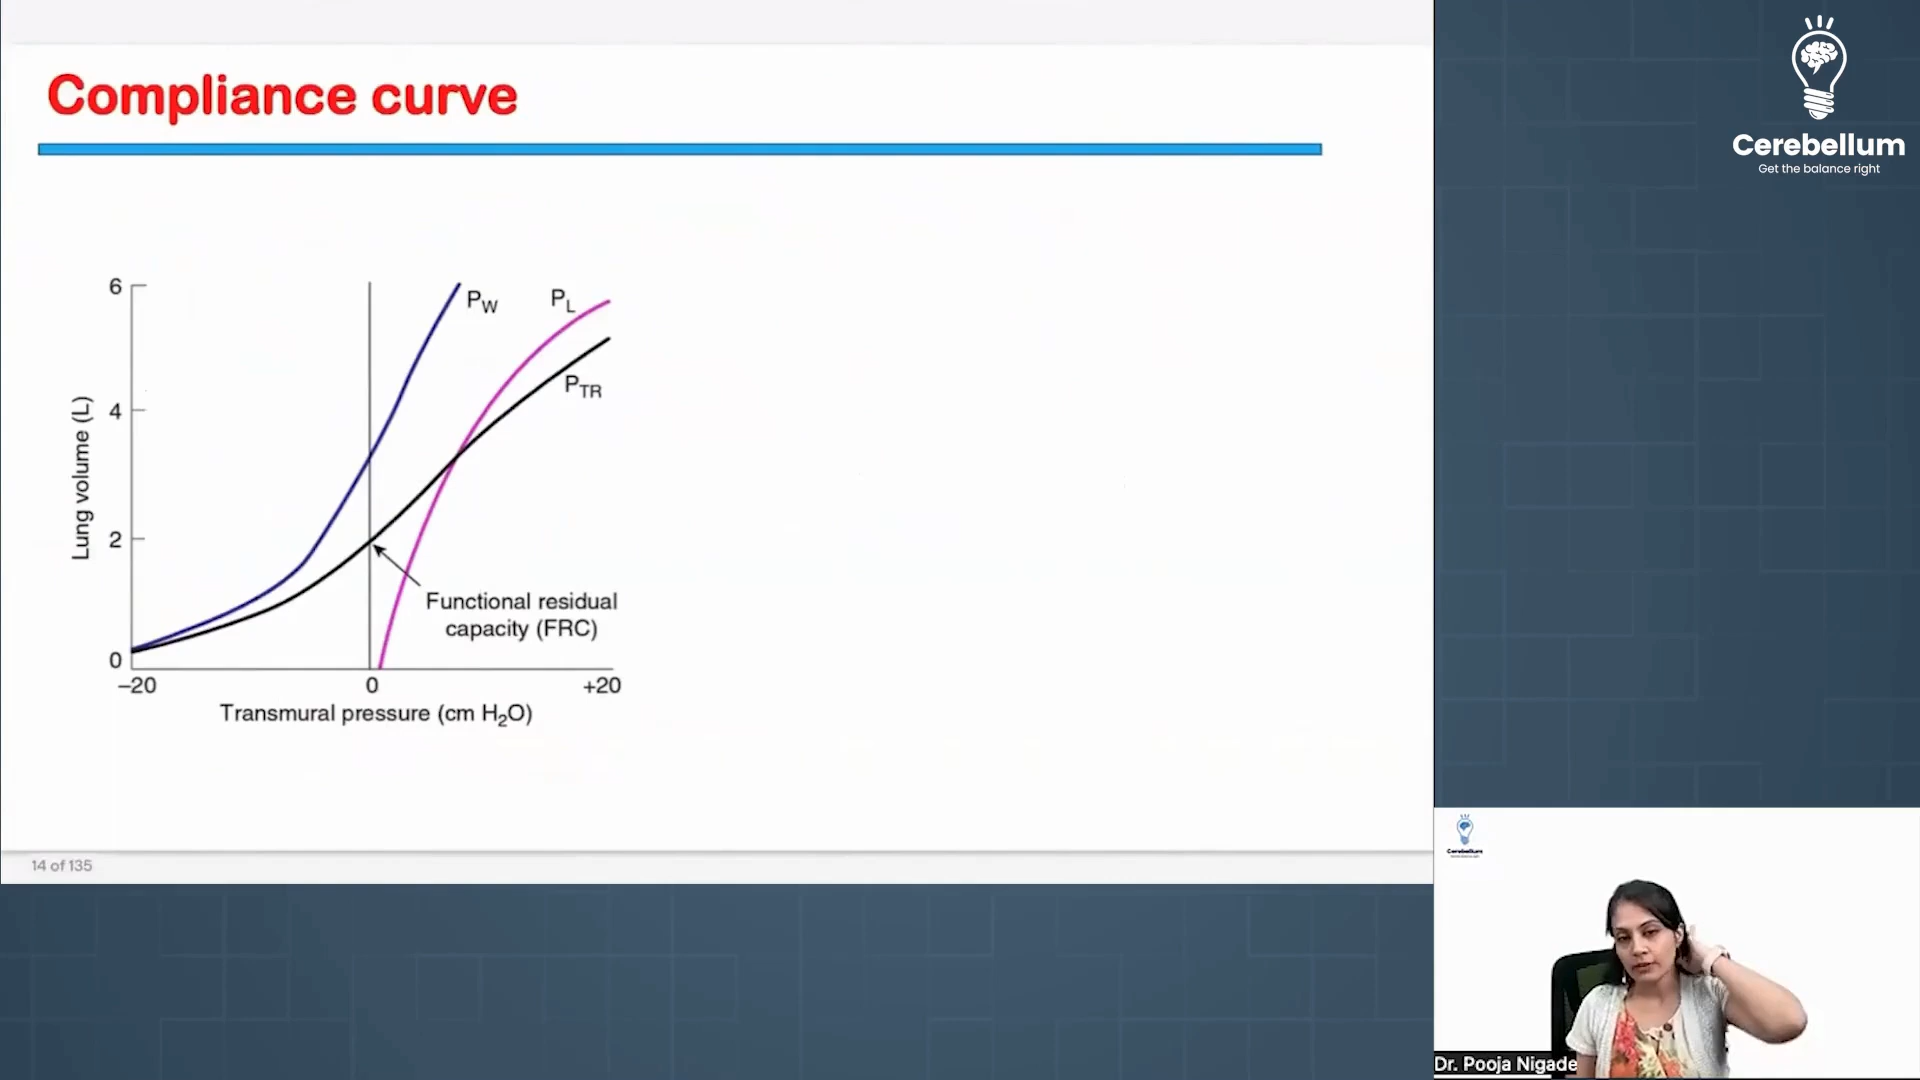 Compliance curve
6
4
2
0
Lung volume (L)
P_W
P_L
P_TR
Functional residual
capacity (FRC)
–20
0
+20
Transmural pressure (cm H₂O)
14 of 135
Cerebellum
Get the balance right
Cerebellum
Dr. Pooja Nigade